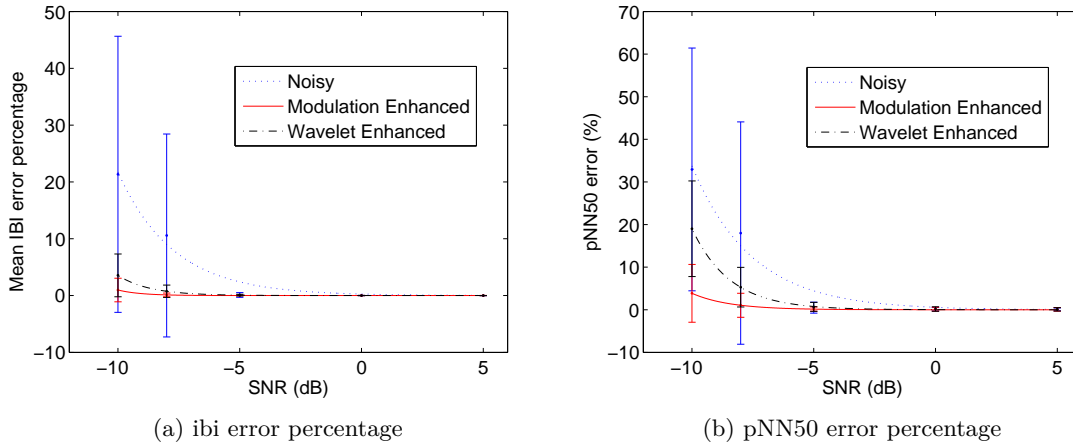 50
40
30
20
10
0
−10
Mean IBI error percentage
Noisy
Modulation Enhanced
Wavelet Enhanced
−10 −5 0 5
SNR (dB)
(a) ibi error percentage
70
60
50
40
30
20
10
0
−10
pNN50 error (%)
Noisy
Modulation Enhanced
Wavelet Enhanced
−10 −5 0 5
SNR (dB)
(b) pNN50 error percentage